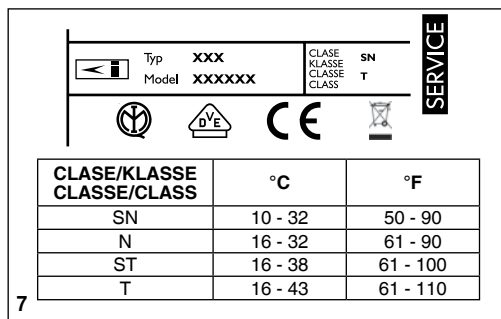 Typ XXX
Model XXXXXX
CLASE SN
KLASSE
CLASSE T
CLASS
SERVICE
DVE
CE
CLASE/KLASSE CLASSE/CLASS °C °F
SN 10 - 32 50 - 90
N 16 - 32 61 - 90
ST 16 - 38 61 - 100
T 16 - 43 61 - 110
7